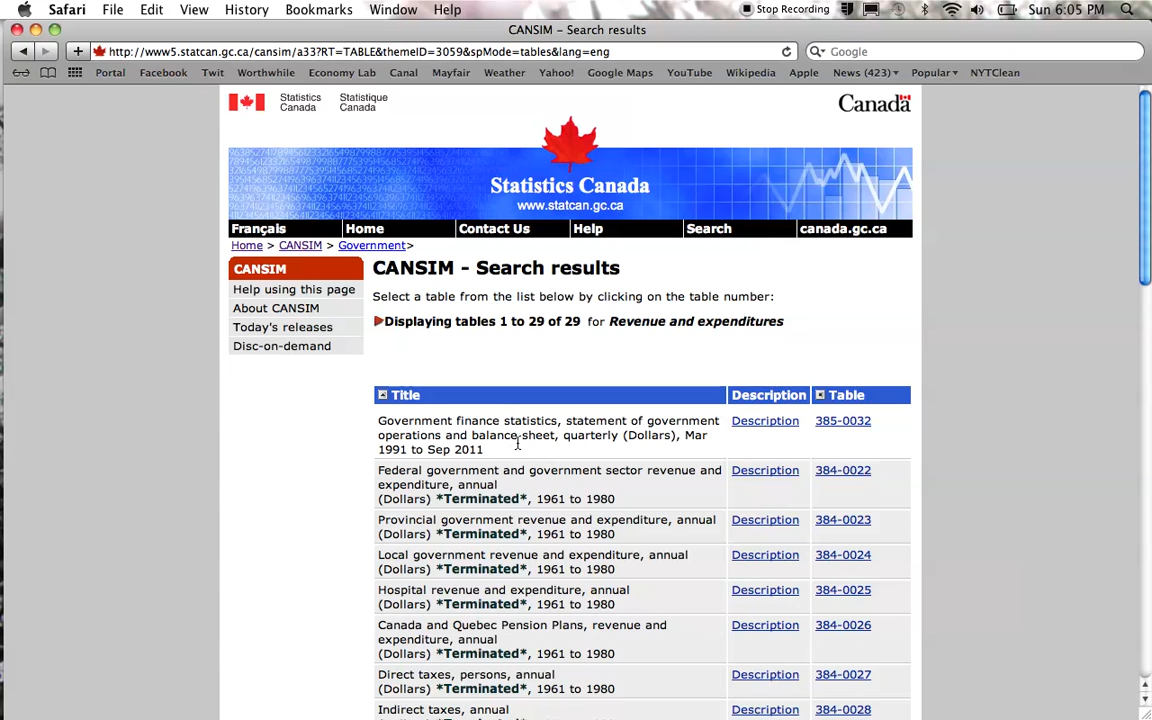 Safari File Edit View History Bookmarks Window Help Stop Recording Sun 6:05 PM
CANSIM – Search results
http://www5.statcan.gc.ca/cansim/a33?RT=TABLE&themeID=3059&spMode=tables&lang=eng Google
Portal Facebook Twit Worthwhile Economy Lab Canal Mayfair Weather Yahoo! Google Maps YouTube Wikipedia Apple News (423) Popular NYTClean
Statistics Statistique Canada
Canada Canada
Statistics Canada
www.statcan.gc.ca
Français Home Contact Us Help Search canada.gc.ca
Home > CANSIM > Government>
CANSIM CANSIM - Search results
Help using this page Select a table from the list below by clicking on the table number:
About CANSIM
Today's releases Displaying tables 1 to 29 of 29 for Revenue and expenditures
Disc-on-demand
Title Description Table
Government finance statistics, statement of government Description 385-0032
operations and balance sheet, quarterly (Dollars), Mar
1991 to Sep 2011
Federal government and government sector revenue and Description 384-0022
expenditure, annual
(Dollars) *Terminated*, 1961 to 1980
Provincial government revenue and expenditure, annual Description 384-0023
(Dollars) *Terminated*, 1961 to 1980
Local government revenue and expenditure, annual Description 384-0024
(Dollars) *Terminated*, 1961 to 1980
Hospital revenue and expenditure, annual Description 384-0025
(Dollars) *Terminated*, 1961 to 1980
Canada and Quebec Pension Plans, revenue and Description 384-0026
expenditure, annual
(Dollars) *Terminated*, 1961 to 1980
Direct taxes, persons, annual Description 384-0027
(Dollars) *Terminated*, 1961 to 1980
Indirect taxes, annual Description 384-0028